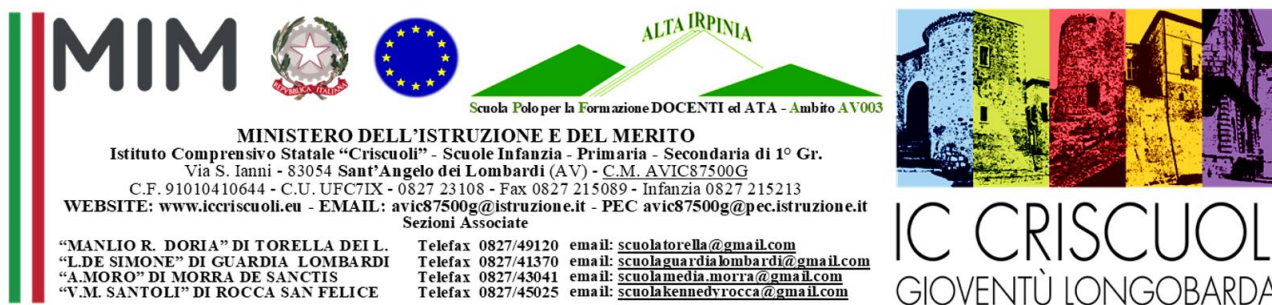 MIM
ALTA IRPINIA
REPVBBLICA ITALIANA
Scuola Polo per la Formazione DOCENTI ed ATA - Ambito AV003
MINISTERO DELL’ISTRUZIONE E DEL MERITO
Istituto Comprensivo Statale “Criscuoli” - Scuole Infanzia - Primaria - Secondaria di 1° Gr.
Via S. Ianni - 83054 Sant’Angelo dei Lombardi (AV) - C.M. AVIC87500G
C.F. 91010410644 - C.U. UFC7IX - 0827 23108 - Fax 0827 215089 - Infanzia 0827 215213
WEBSITE: www.iccriscuoli.eu - EMAIL: avic87500g@istruzione.it - PEC avic87500g@pec.istruzione.it
Sezioni Associate
“MANLIO R. DORIA” DI TORELLA DEI L. Telefax 0827/49120 email: scuolatorella@gmail.com
“L.DE SIMONE” DI GUARDIA LOMBARDI Telefax 0827/41370 email: scuolaguardialombardi@gmail.com
“A.MORO” DI MORRA DE SANCTIS Telefax 0827/43041 email: scuolamedia.morra@gmail.com
“V.M. SANTOLI” DI ROCCA SAN FELICE Telefax 0827/45025 email: scuolakennedyrocca@gmail.com
IC CRISCUOL
GIOVENTÙ LONGOBARDA